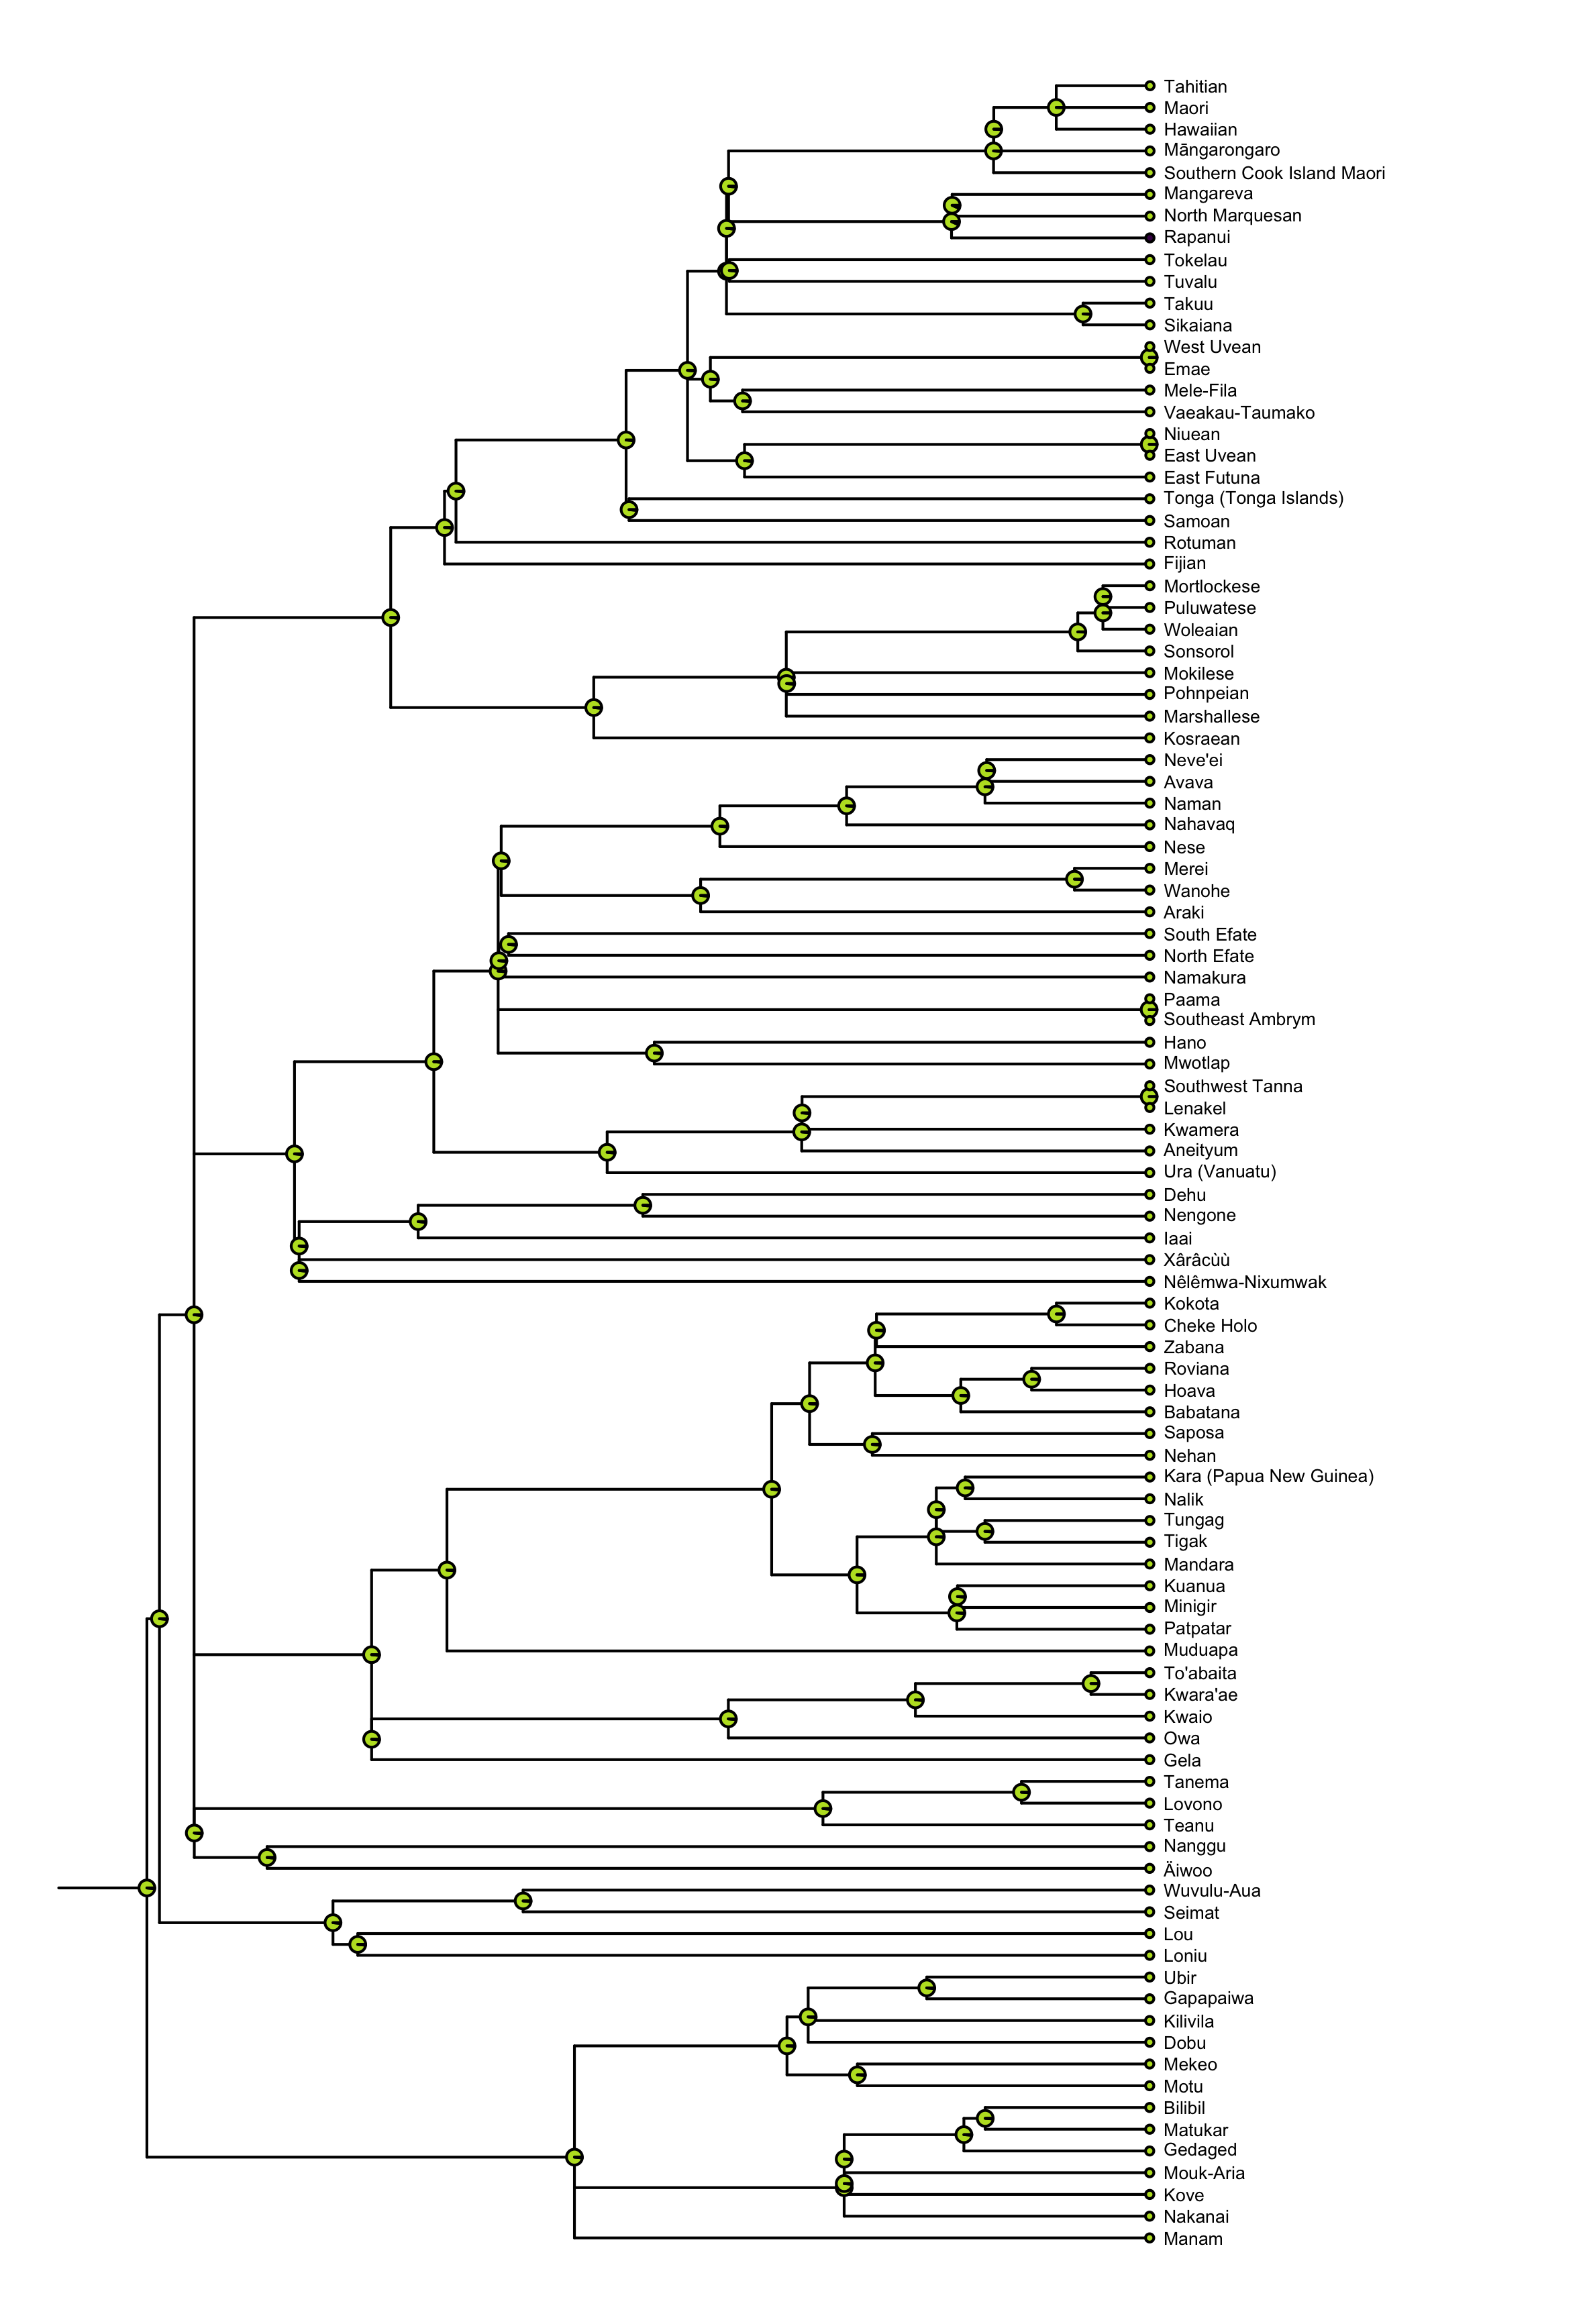 Tahitian
Maori
Hawaiian
Māngarongaro
Southern Cook Island Maori
Mangareva
North Marquesan
Rapanui
Tokelau
Tuvalu
Takuu
Sikaiana
West Uvean
Emae
Mele-Fila
Vaeakau-Taumako
Niuean
East Uvean
East Futuna
Tonga (Tonga Islands)
Samoan
Rotuman
Fijian
Mortlockese
Puluwatese
Woleaian
Sonsorol
Mokilese
Pohnpeian
Marshallese
Kosraean
Neve'ei
Avava
Naman
Nahavaq
Nese
Merei
Wanohe
Araki
South Efate
North Efate
Namakura
Paama
Southeast Ambrym
Hano
Mwotlap
Southwest Tanna
Lenakel
Kwamera
Aneityum
Ura (Vanuatu)
Dehu
Nengone
Iaai
Xârâcùù
Nêlêmwa-Nixumwak
Kokota
Cheke Holo
Zabana
Roviana
Hoava
Babatana
Saposa
Nehan
Kara (Papua New Guinea)
Nalik
Tungag
Tigak
Mandara
Kuanua
Minigir
Patpatar
Muduapa
To'abaita
Kwara'ae
Kwaio
Owa
Gela
Tanema
Lovono
Teanu
Nanggu
Äiwoo
Wuvulu-Aua
Seimat
Lou
Loniu
Ubir
Gapapaiwa
Kilivila
Dobu
Mekeo
Motu
Bilibil
Matukar
Gedaged
Mouk-Aria
Kove
Nakanai
Manam